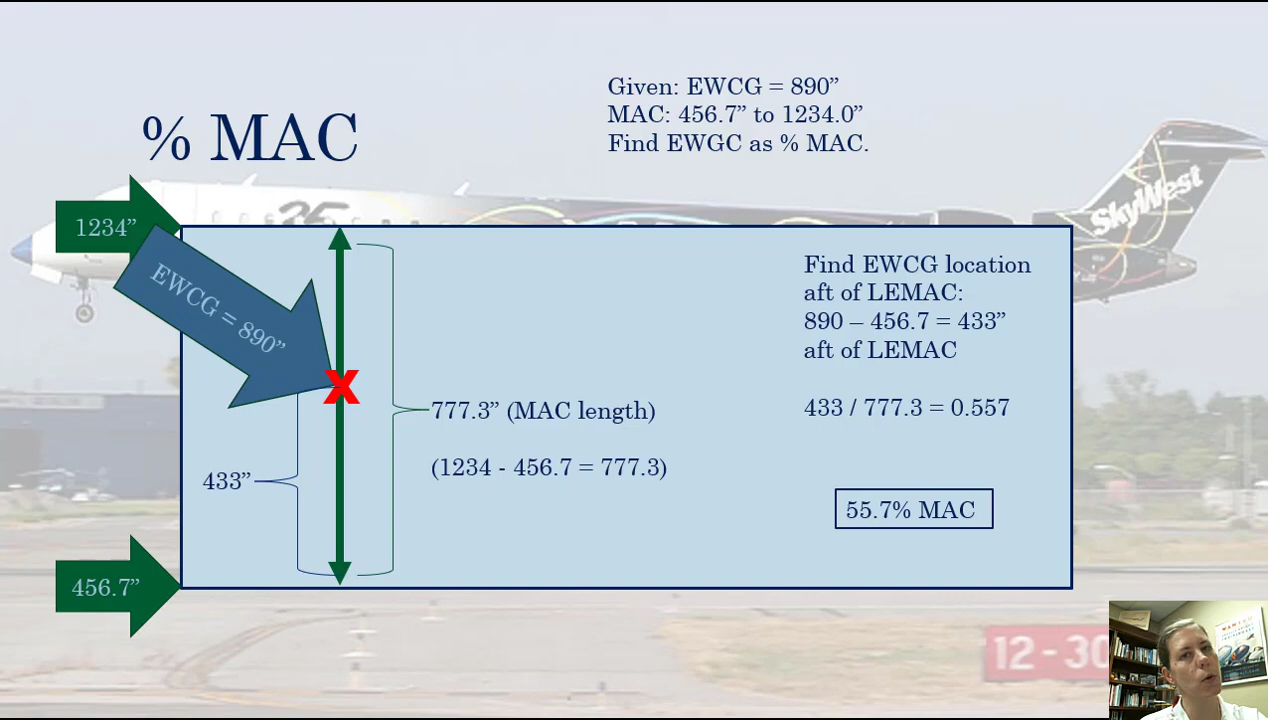 Given: EWCG = 890”
MAC: 456.7” to 1234.0”
Find EWGC as % MAC.
% MAC
SkyWest
1234”
EWCG = 890”
Find EWCG location
aft of LEMAC:
890 – 456.7 = 433”
aft of LEMAC
433 / 777.3 = 0.557
777.3” (MAC length)
(1234 - 456.7 = 777.3)
433”
55.7% MAC
456.7”
12-30
WANTED